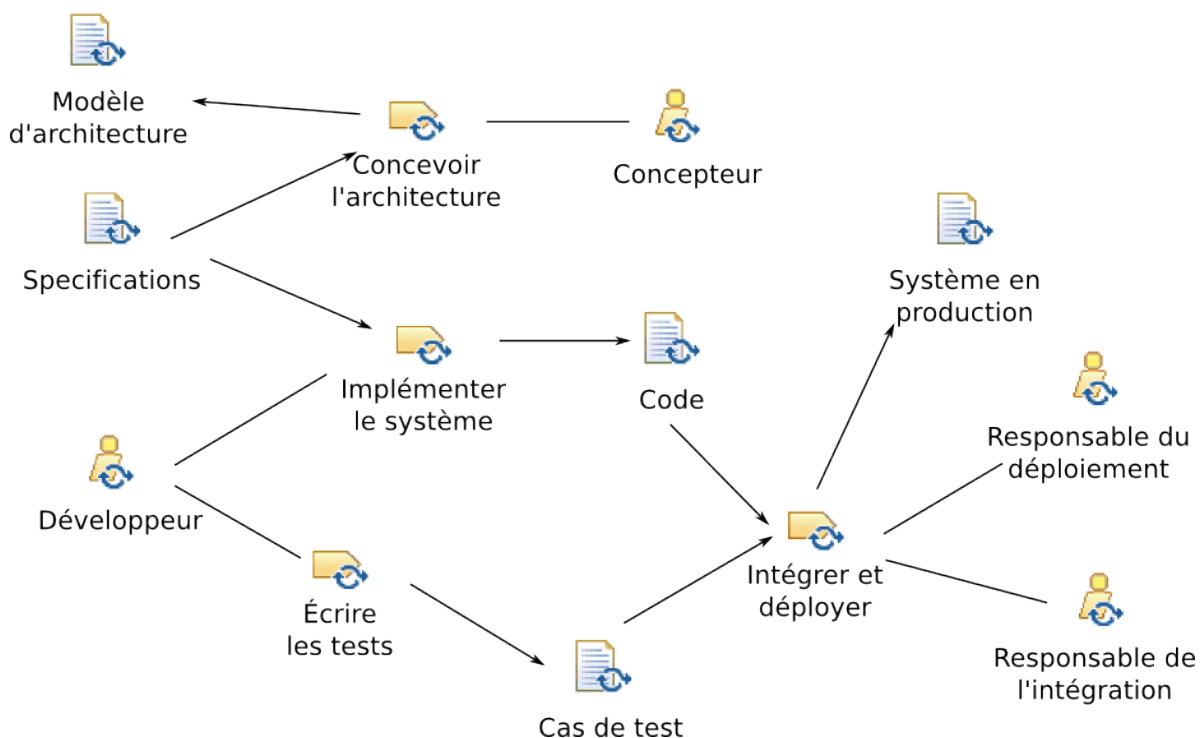 Modèle
d'architecture
Concevoir
l'architecture
Concepteur
Specifications
Système en
production
Implémenter
le système
Code
Responsable du
déploiement
Développeur
Intégrer et
déployer
Écrire
les tests
Responsable de
l'intégration
Cas de test